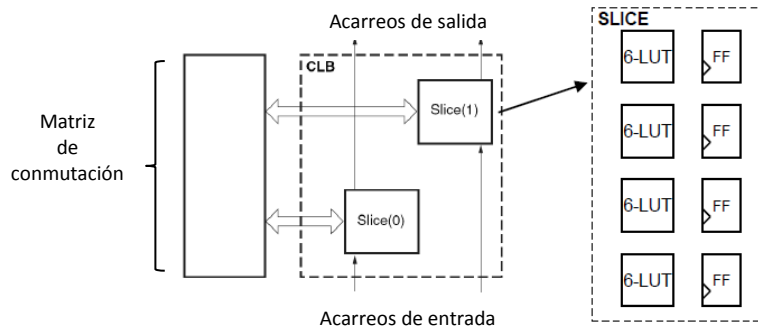 Acarreos de salida
SLICE
CLB
6-LUT
FF
Slice(1)
Matriz
de
conmutación
6-LUT
FF
6-LUT
FF
Slice(0)
6-LUT
FF
Acarreos de entrada